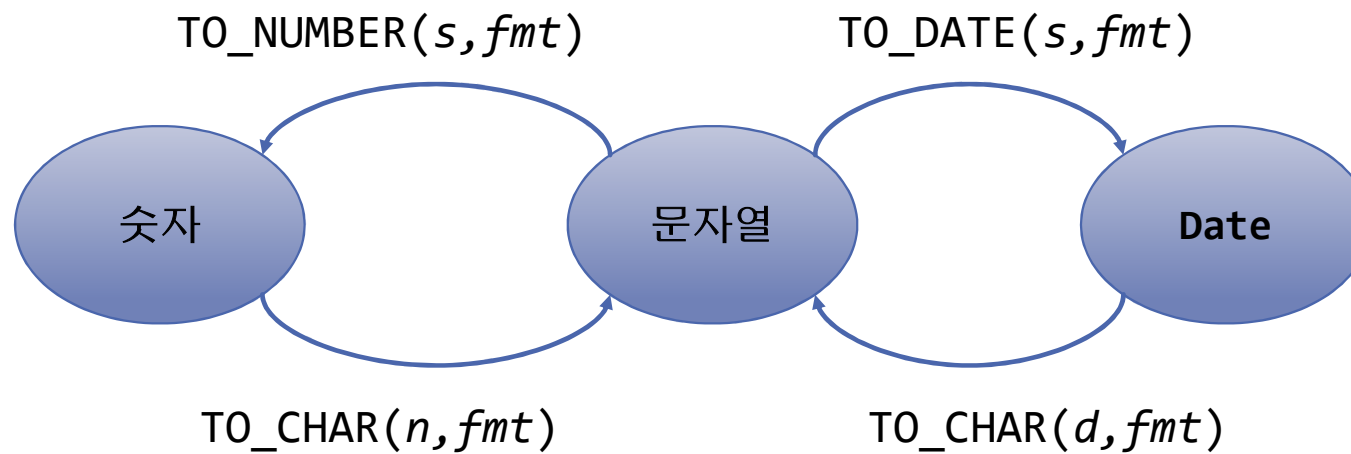 TO_NUMBER(s,fmt)
TO_DATE(s,fmt)
숫자
문자열
Date
TO_CHAR(n,fmt)
TO_CHAR(d,fmt)